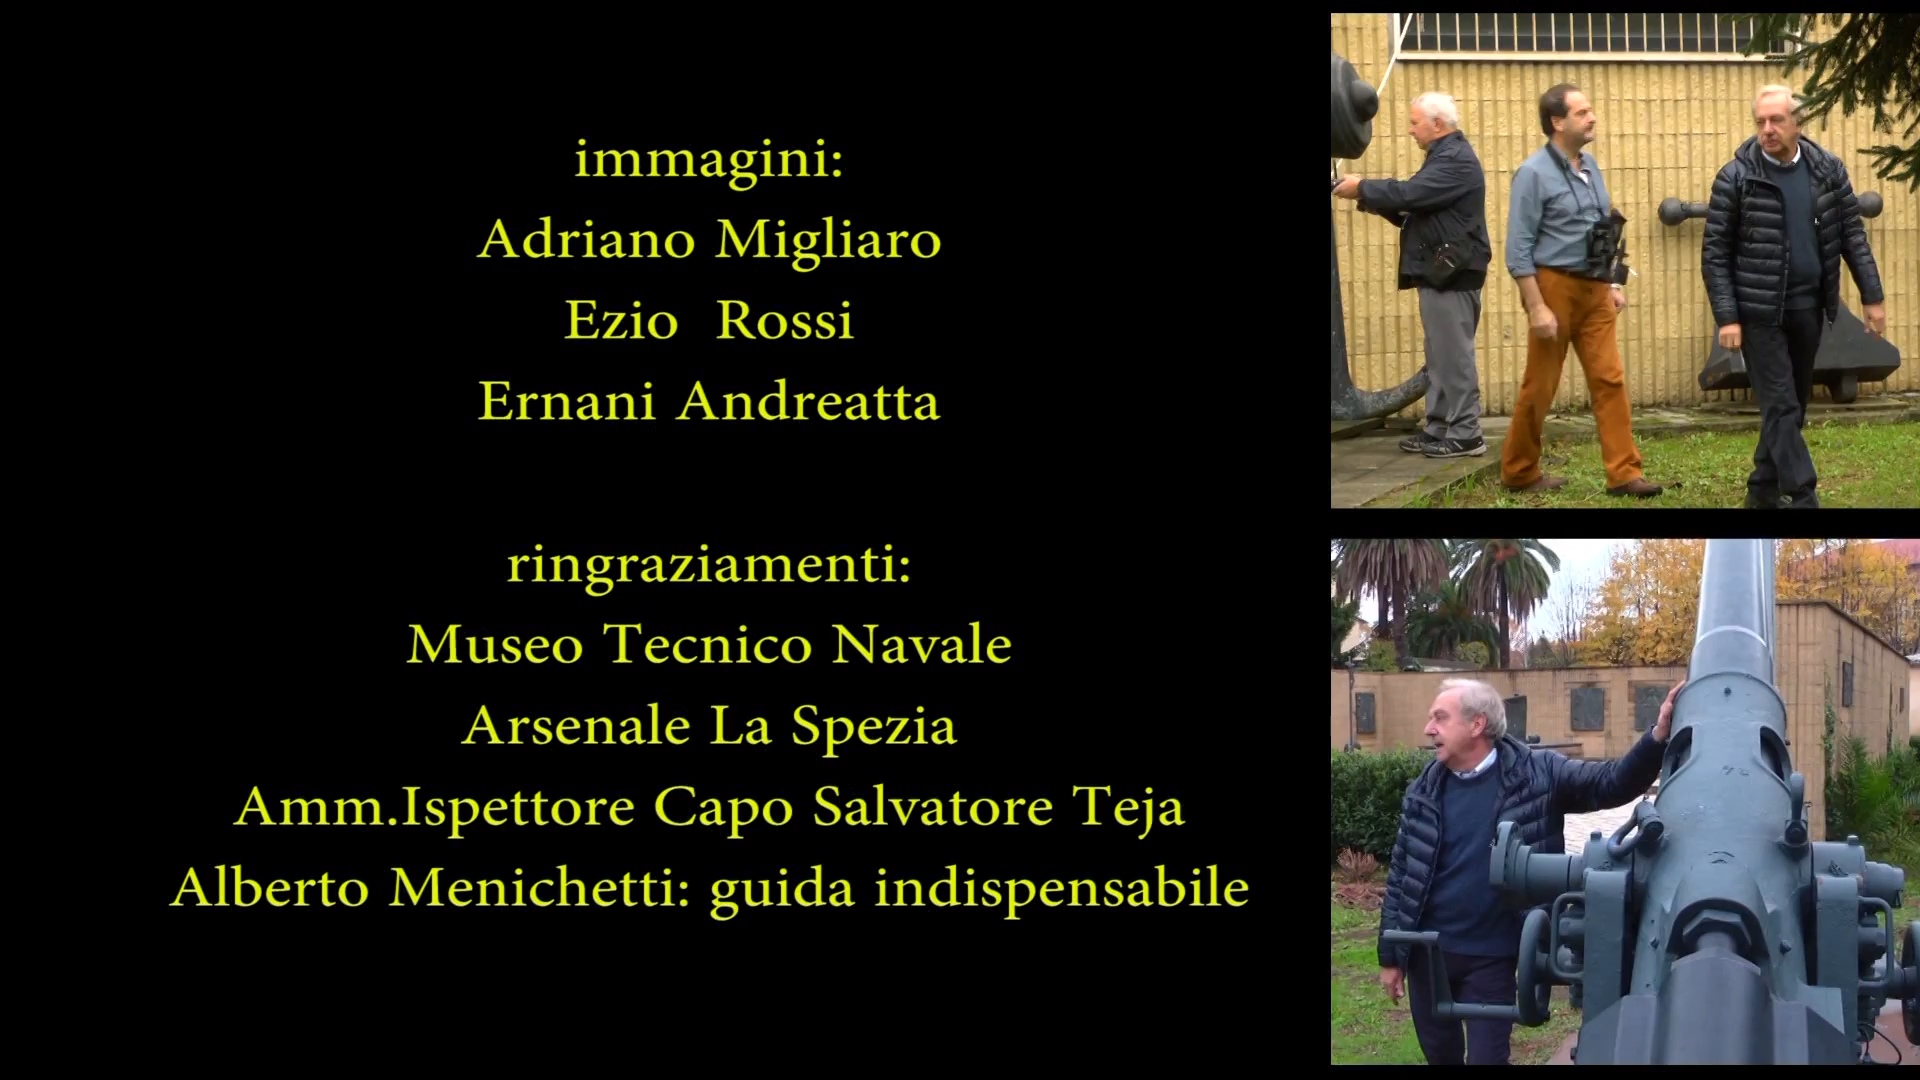 immagini:
Adriano Migliaro
Ezio Rossi
Ernani Andreatta
ringraziamenti:
Museo Tecnico Navale
Arsenale La Spezia
Amm.Ispettore Capo Salvatore Teja
Alberto Menichetti: guida indispensabile